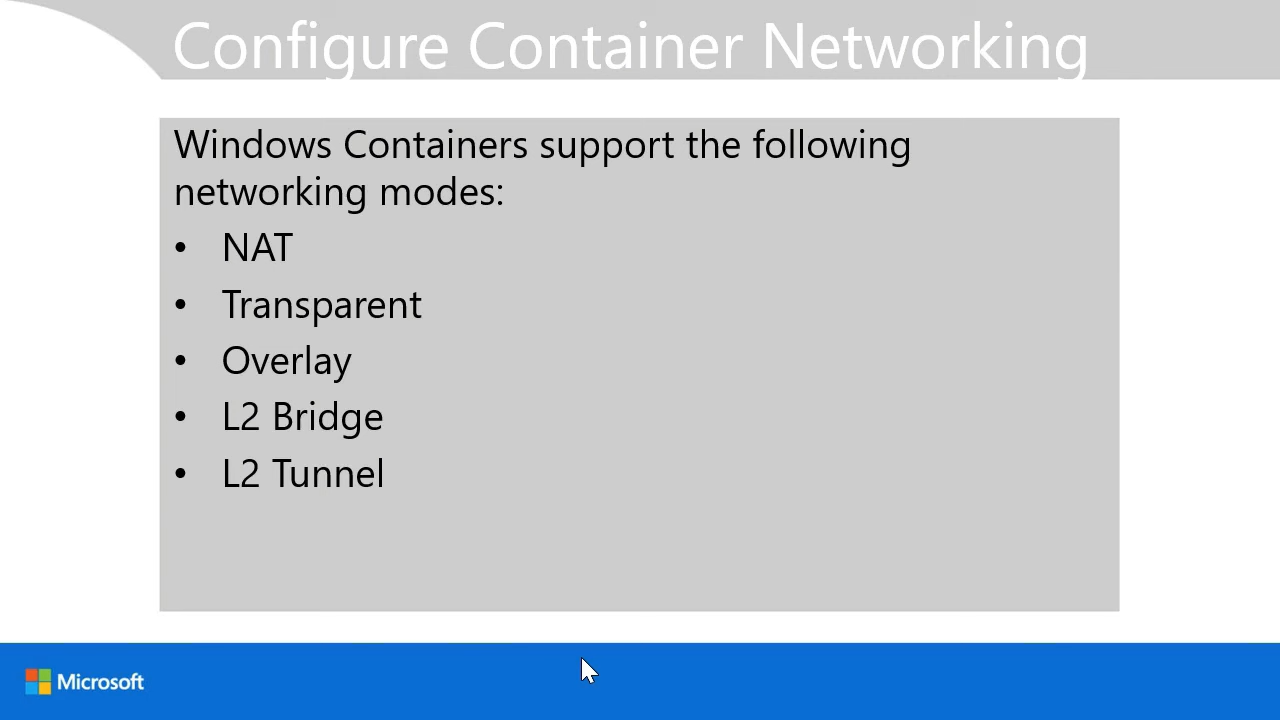 Configure Container Networking
Windows Containers support the following
networking modes:
• NAT
• Transparent
• Overlay
• L2 Bridge
• L2 Tunnel
Microsoft